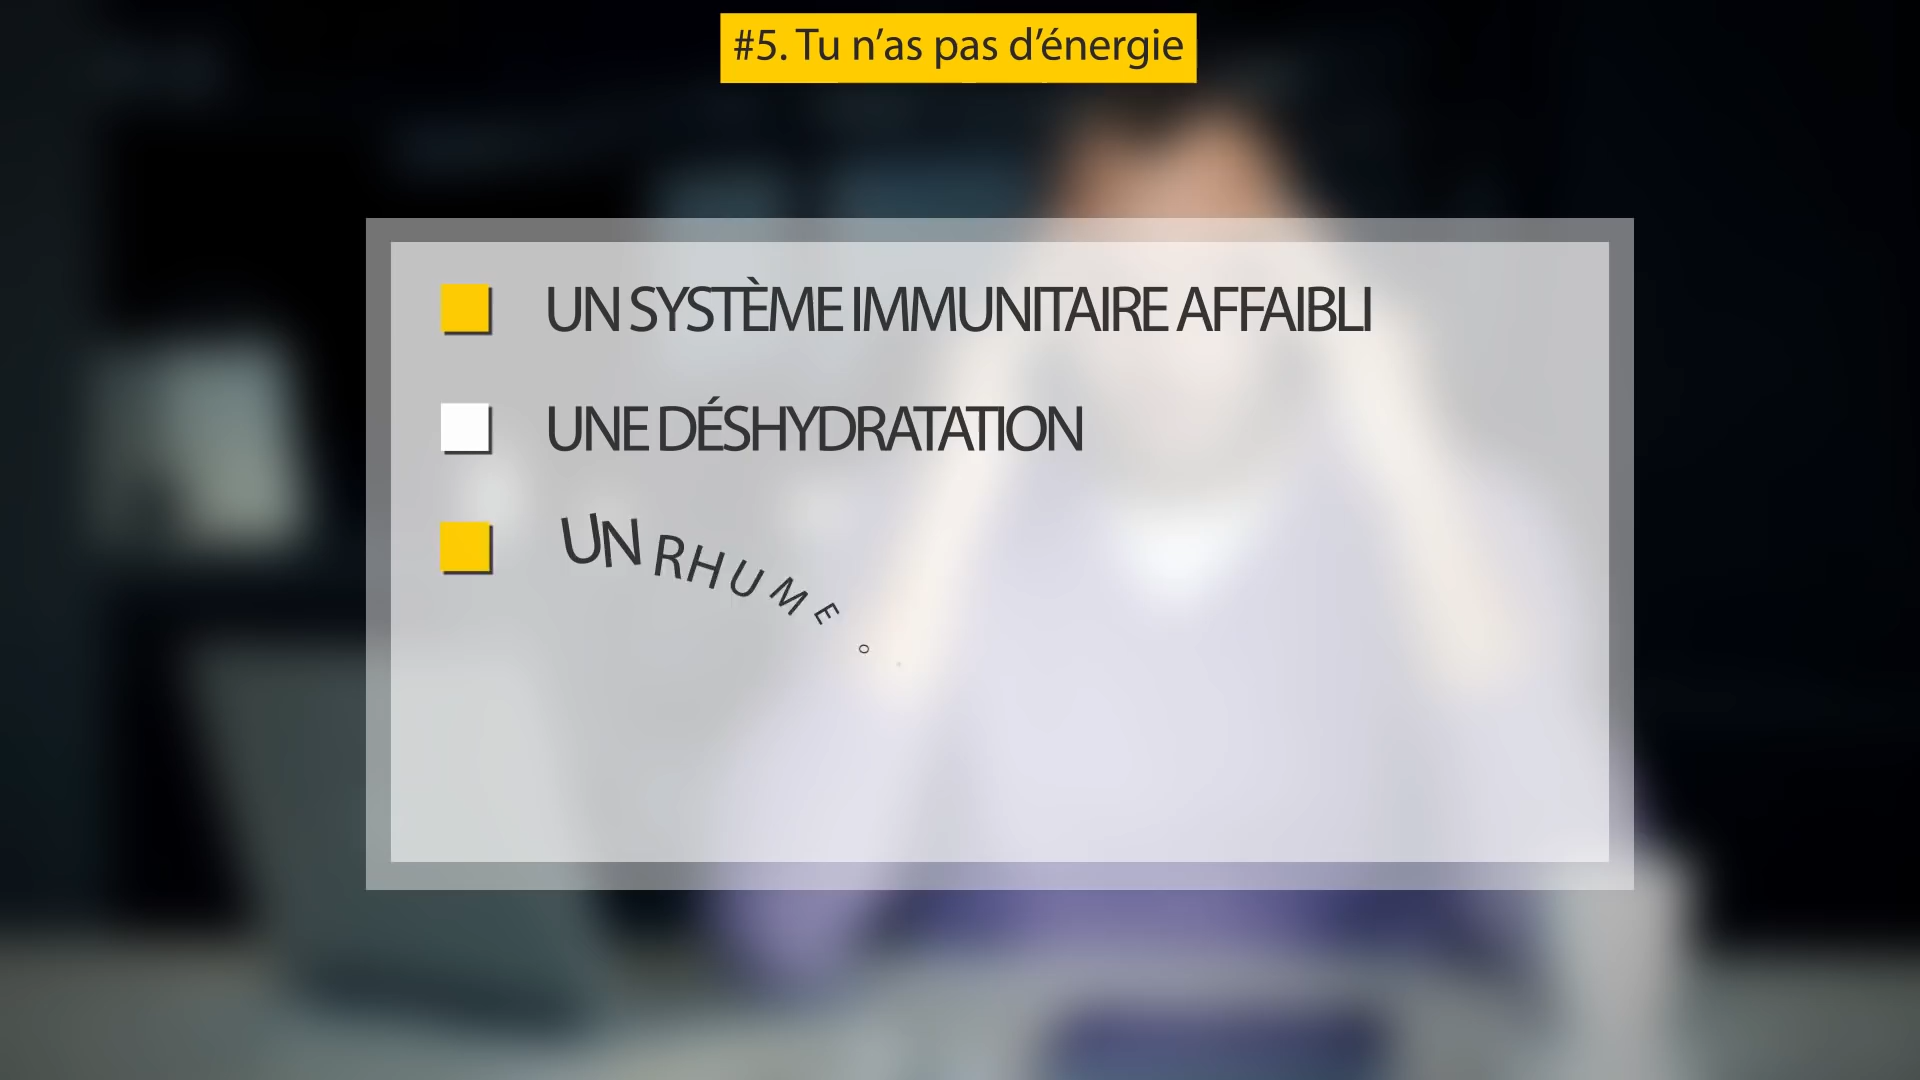 #5. Tu n’as pas d’énergie
UN SYSTÈME IMMUNITAIRE AFFAIBLI
UNE DÉSHYDRATATION
UN RHUME O